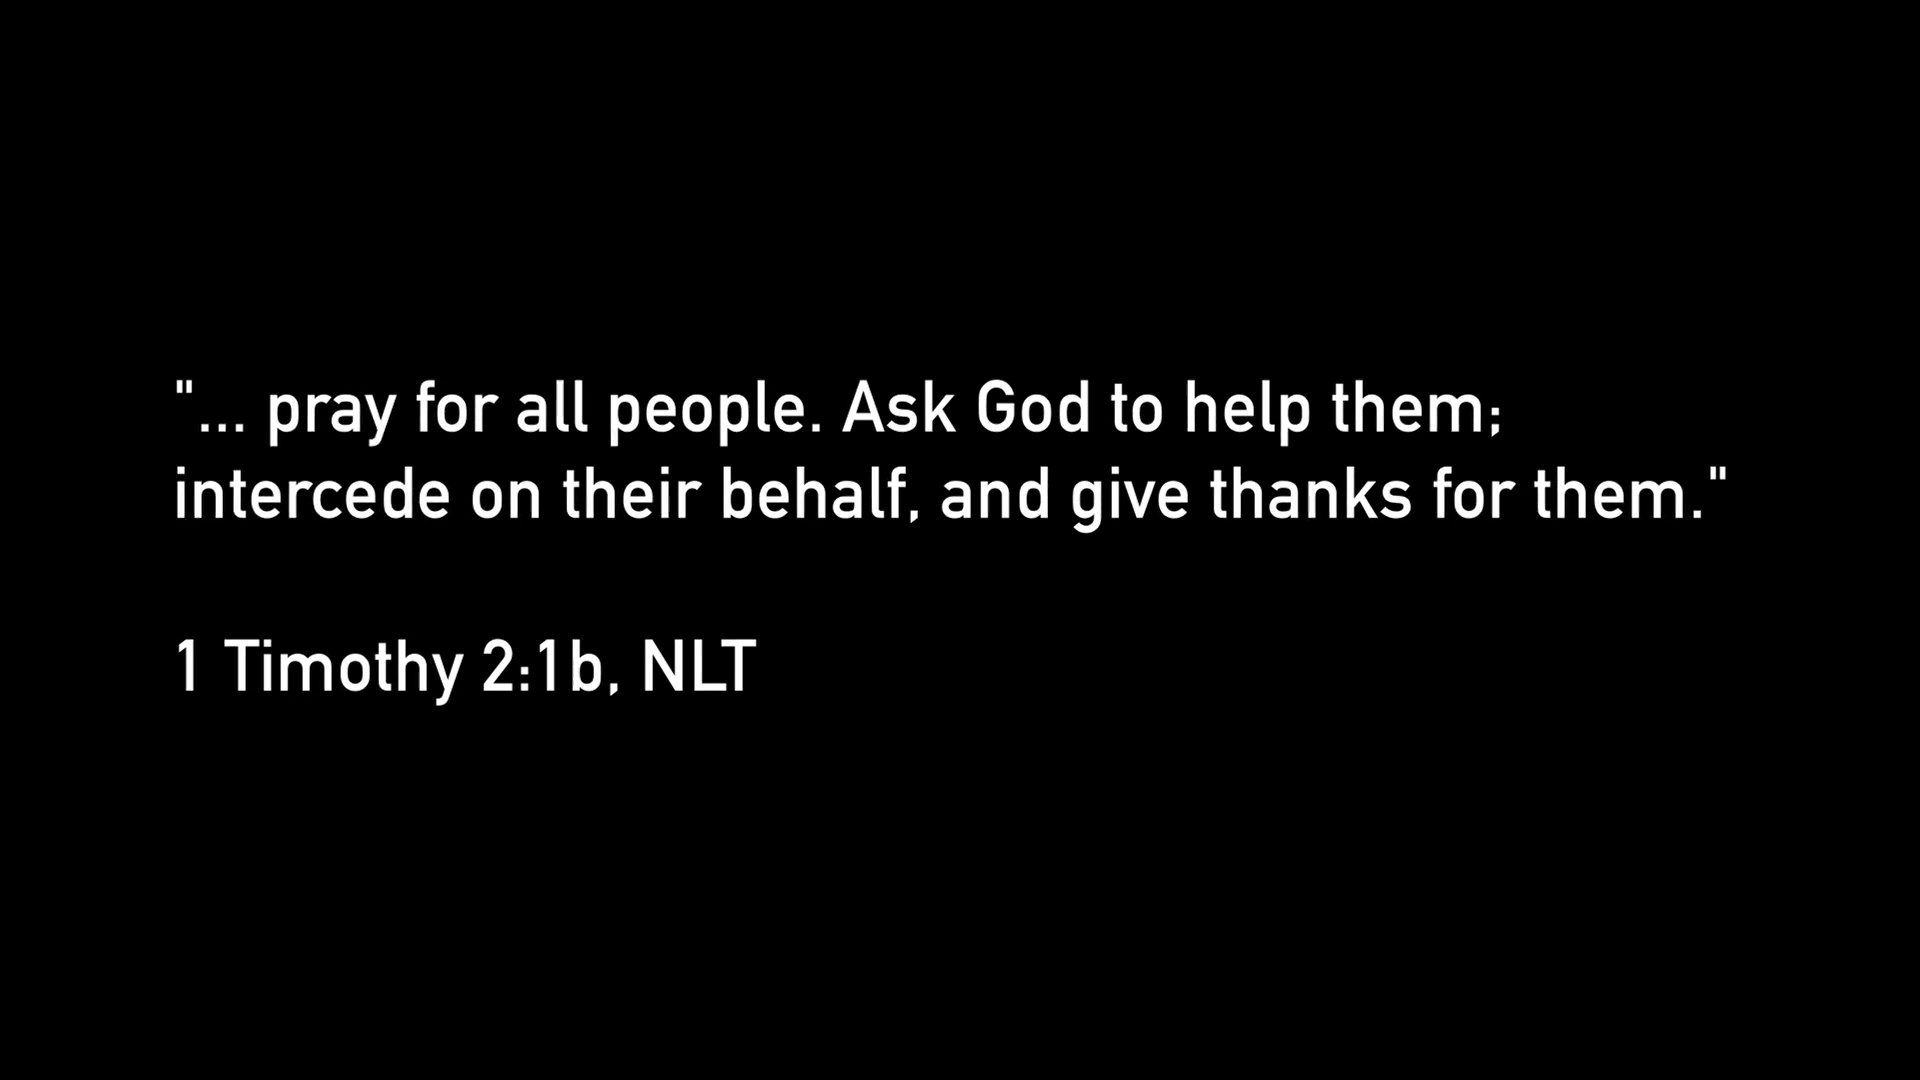 "... pray for all people. Ask God to help them;
intercede on their behalf, and give thanks for them."
1 Timothy 2:1b, NLT